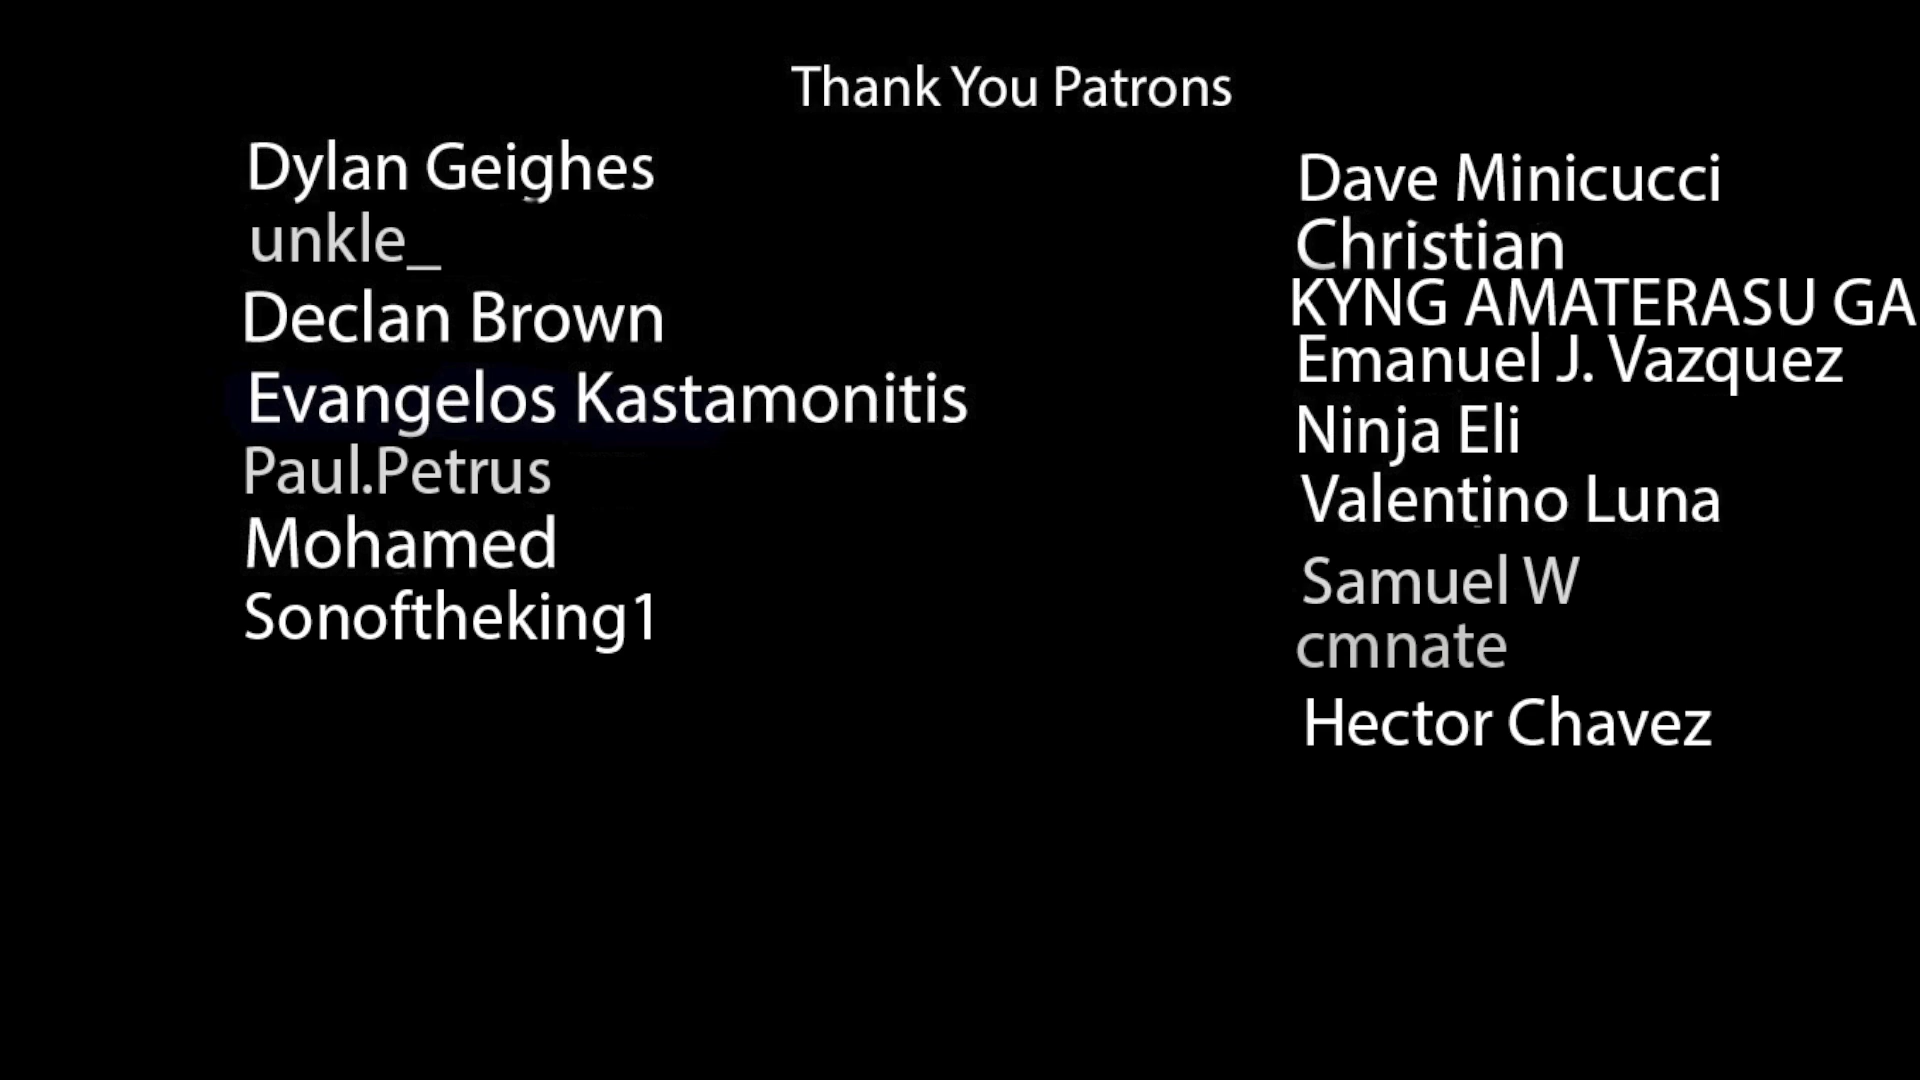 Thank You Patrons
Dylan Geighes
unkle_
Declan Brown
Evangelos Kastamonitis
Paul.Petrus
Mohamed
Sonoftheking1
Dave Minicucci
Christian
KYNG AMATERASU GA
Emanuel J. Vazquez
Ninja Eli
Valentino Luna
Samuel W
cmnate
Hector Chavez